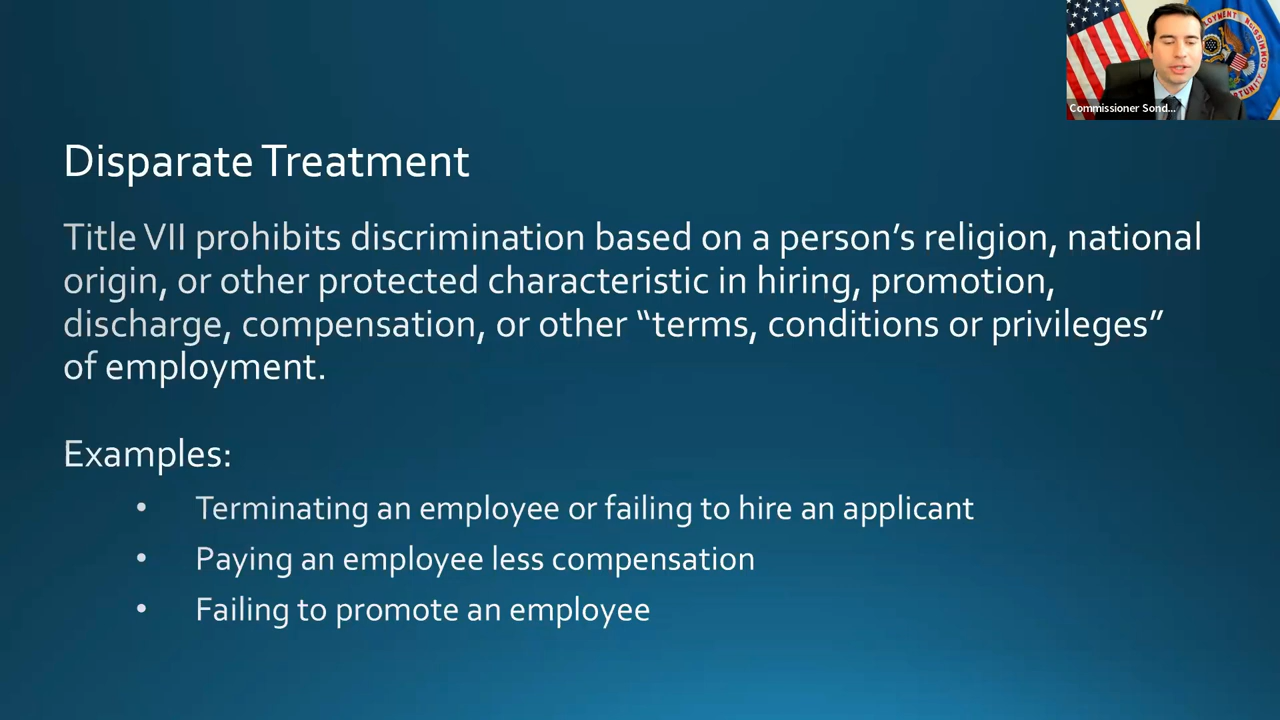 Commissioner Sond...
Disparate Treatment
Title VII prohibits discrimination based on a person’s religion, national
origin, or other protected characteristic in hiring, promotion,
discharge, compensation, or other “terms, conditions or privileges”
of employment.
Examples:
• Terminating an employee or failing to hire an applicant
• Paying an employee less compensation
• Failing to promote an employee